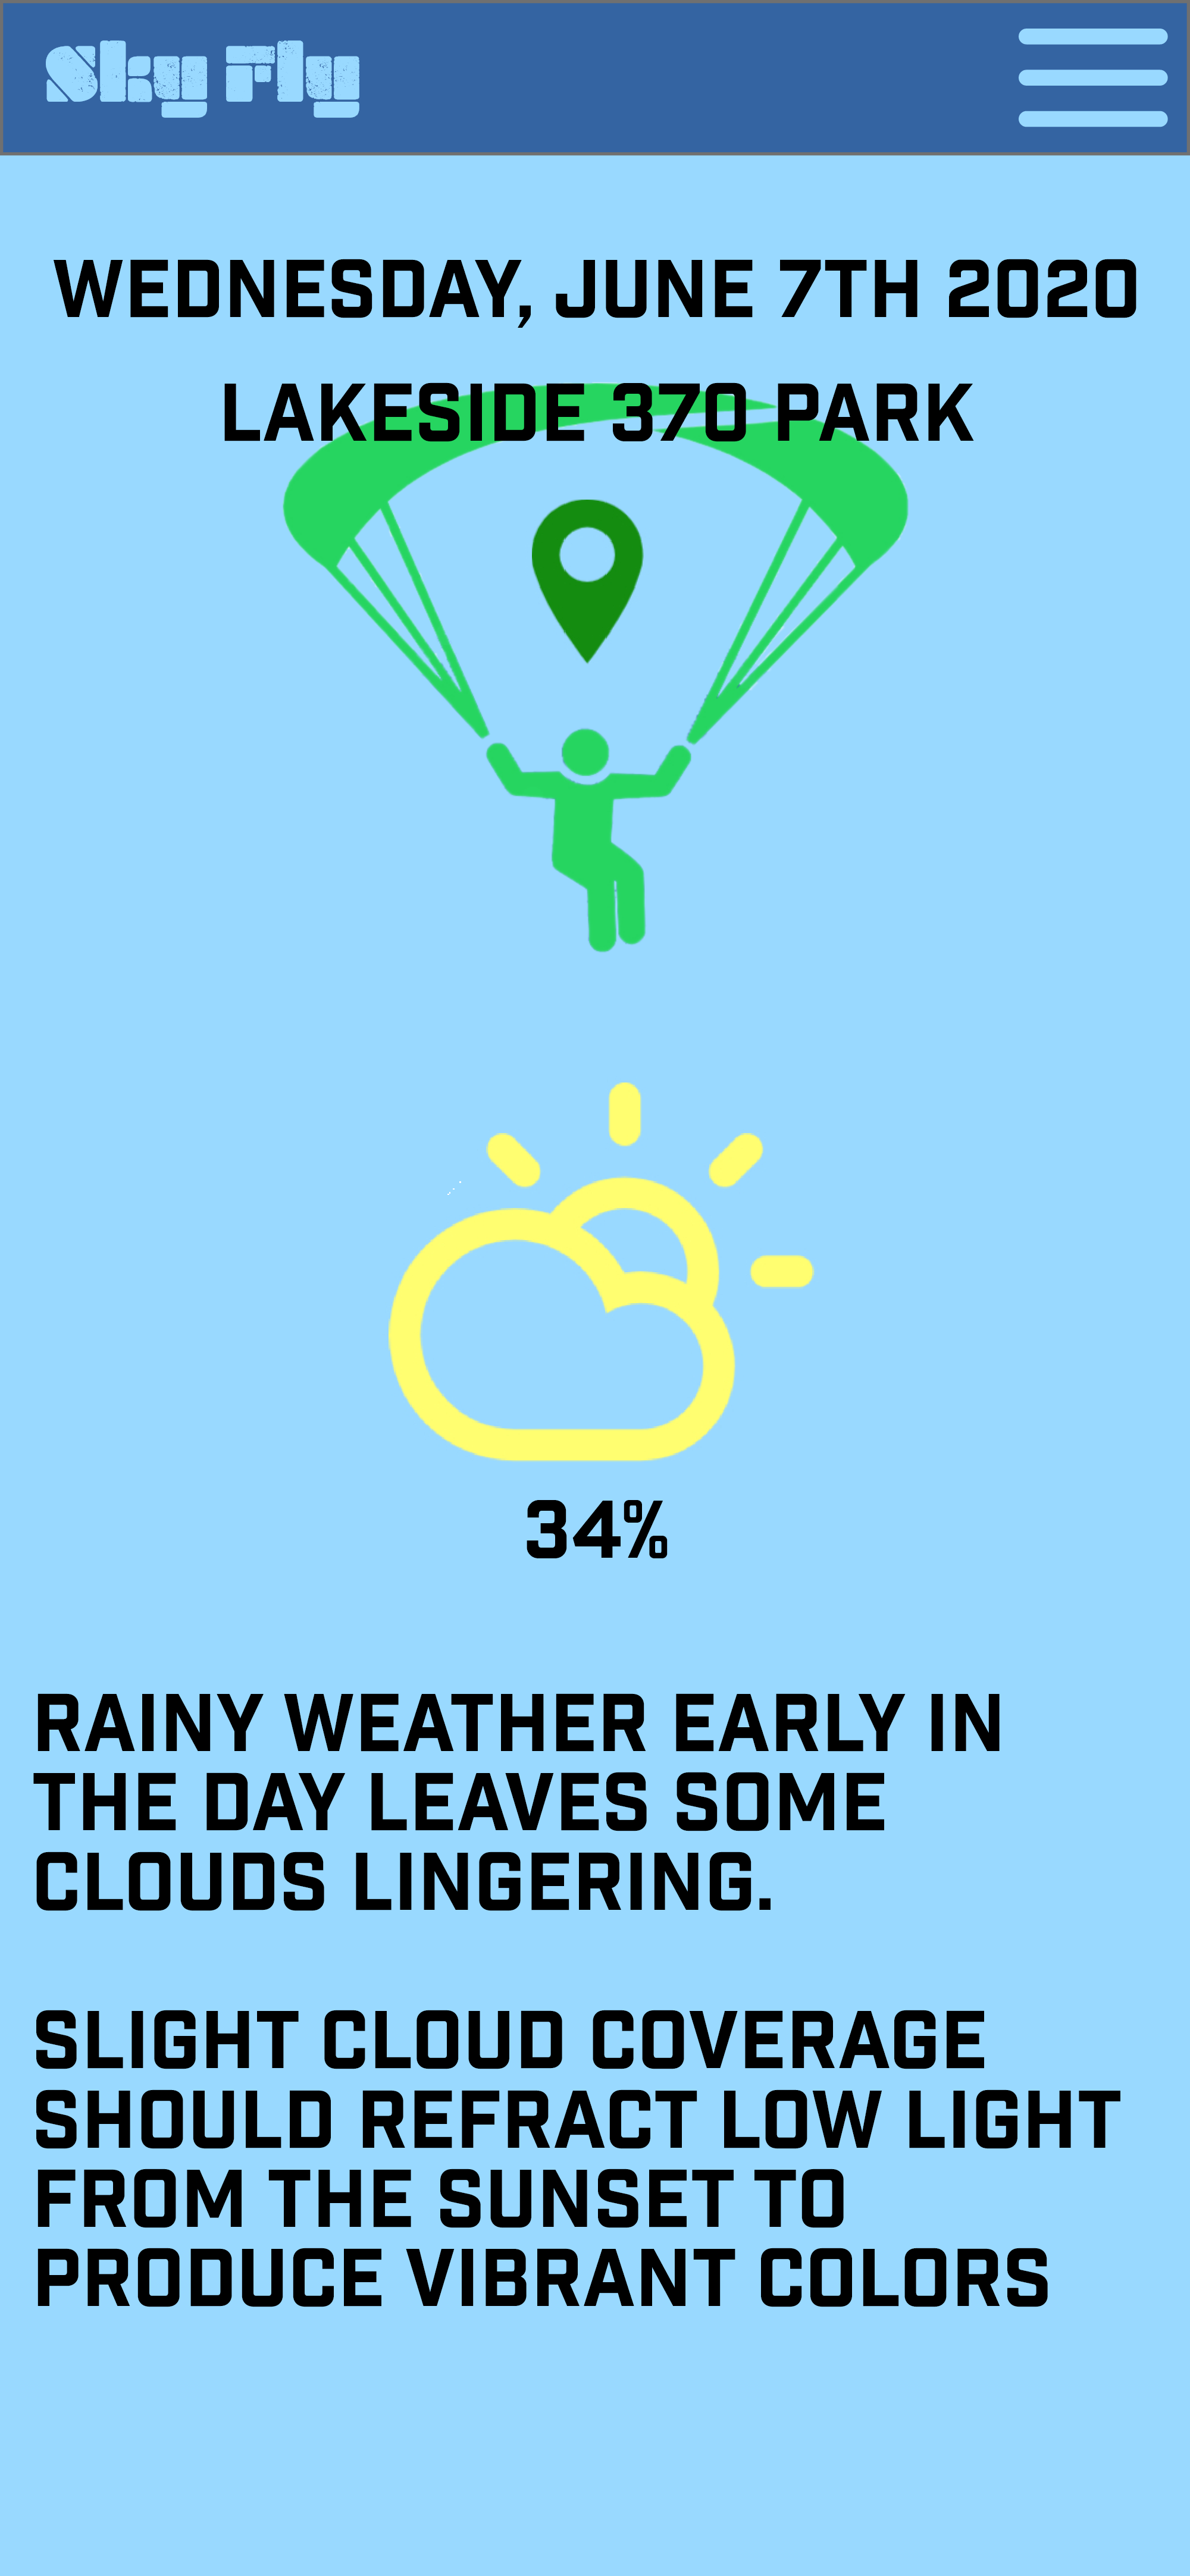 Sky Fly
WEDNESDAY, JUNE 7TH 2020
LAKESIDE 370 PARK
34%
RAINY WEATHER EARLY IN
THE DAY LEAVES SOME
CLOUDS LINGERING.
SLIGHT CLOUD COVERAGE
SHOULD REFRACT LOW LIGHT
FROM THE SUNSET TO
PRODUCE VIBRANT COLORS